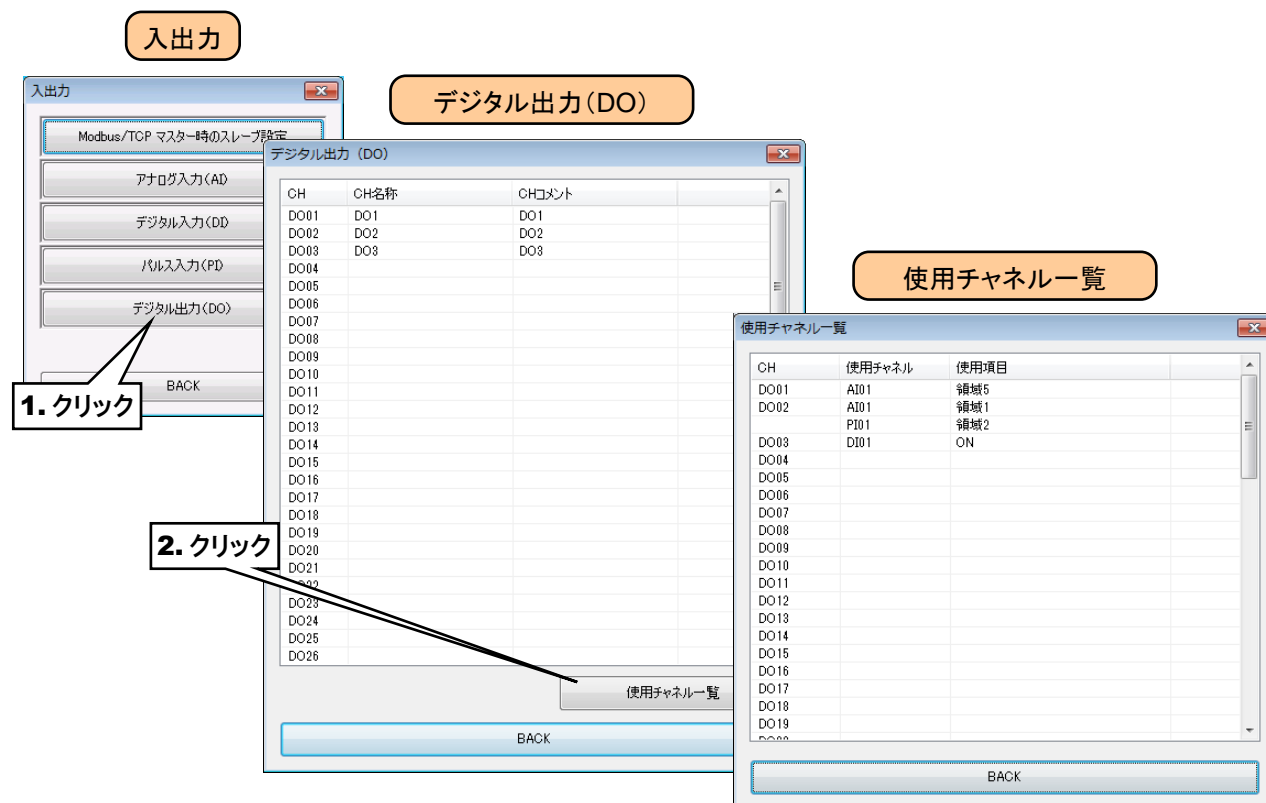 入出力
入出力
Modbus/TCP マスター時のスレーブ設定
アナログ入力(AI)
デジタル入力(DI)
パルス入力(PI)
デジタル出力(DO)
BACK
1. クリック
デジタル出力(DO)
デジタル出力 (DO)
CH CH名称 CHコメント
DO01 DO1 DO1
DO02 DO2 DO2
DO03 DO3 DO3
DO04
DO05
DO06
DO07
DO08
DO09
DO10
DO11
DO12
DO13
DO14
DO15
DO16
DO17
DO18
DO19
DO20
DO21
DO22
DO23
DO24
DO25
DO26
2. クリック
使用チャネル一覧
BACK
使用チャネル一覧
使用チャネル一覧
CH 使用チャネル 使用項目
DO01 AI01 領域5
DO02 AI01 領域1
PI01 領域2
DO03 DI01 ON
DO04
DO05
DO06
DO07
DO08
DO09
DO10
DO11
DO12
DO13
DO14
DO15
DO16
DO17
DO18
DO19
BACK